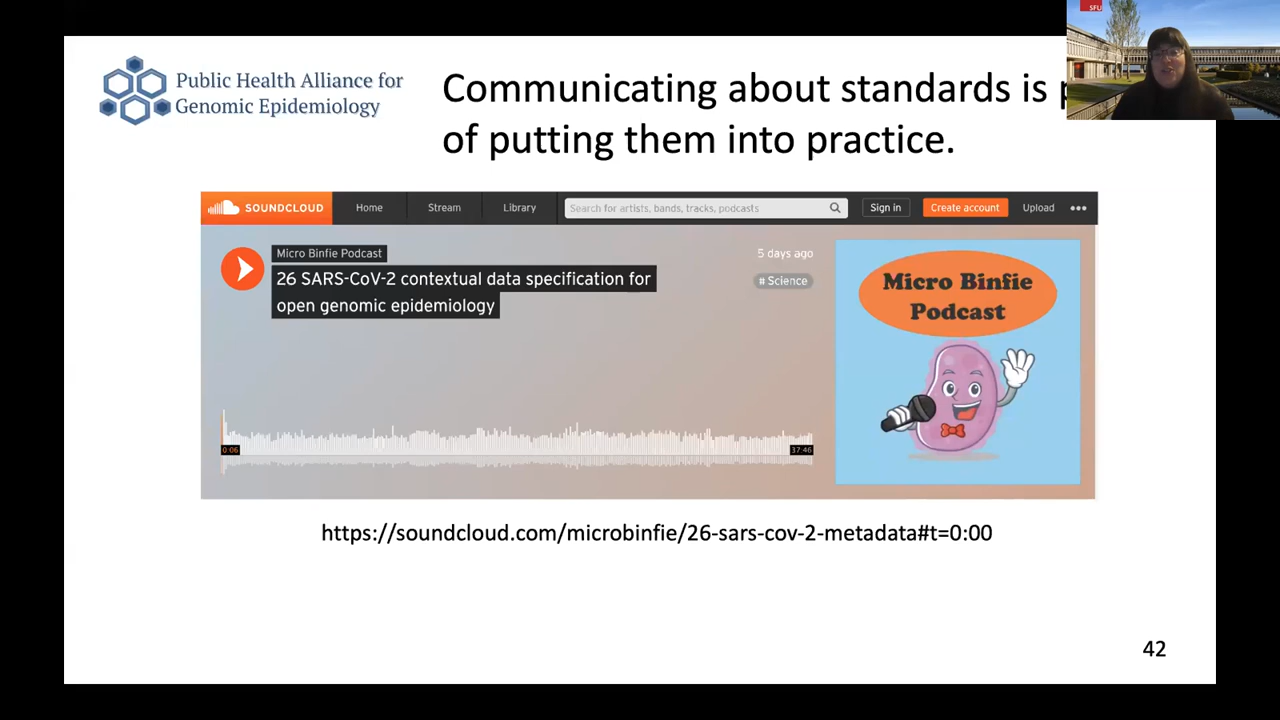 SFU
Public Health Alliance for
Genomic Epidemiology
Communicating about standards is
of putting them into practice.
SOUNDCLOUD Home Stream Library Search for artists, bands, tracks, podcasts Sign in Create account Upload
Micro Binfie Podcast
5 days ago
26 SARS-CoV-2 contextual data specification for
open genomic epidemiology
# Science
Micro Binfie
Podcast
0:06
37:46
https://soundcloud.com/microbinfie/26-sars-cov-2-metadata#t=0:00
42